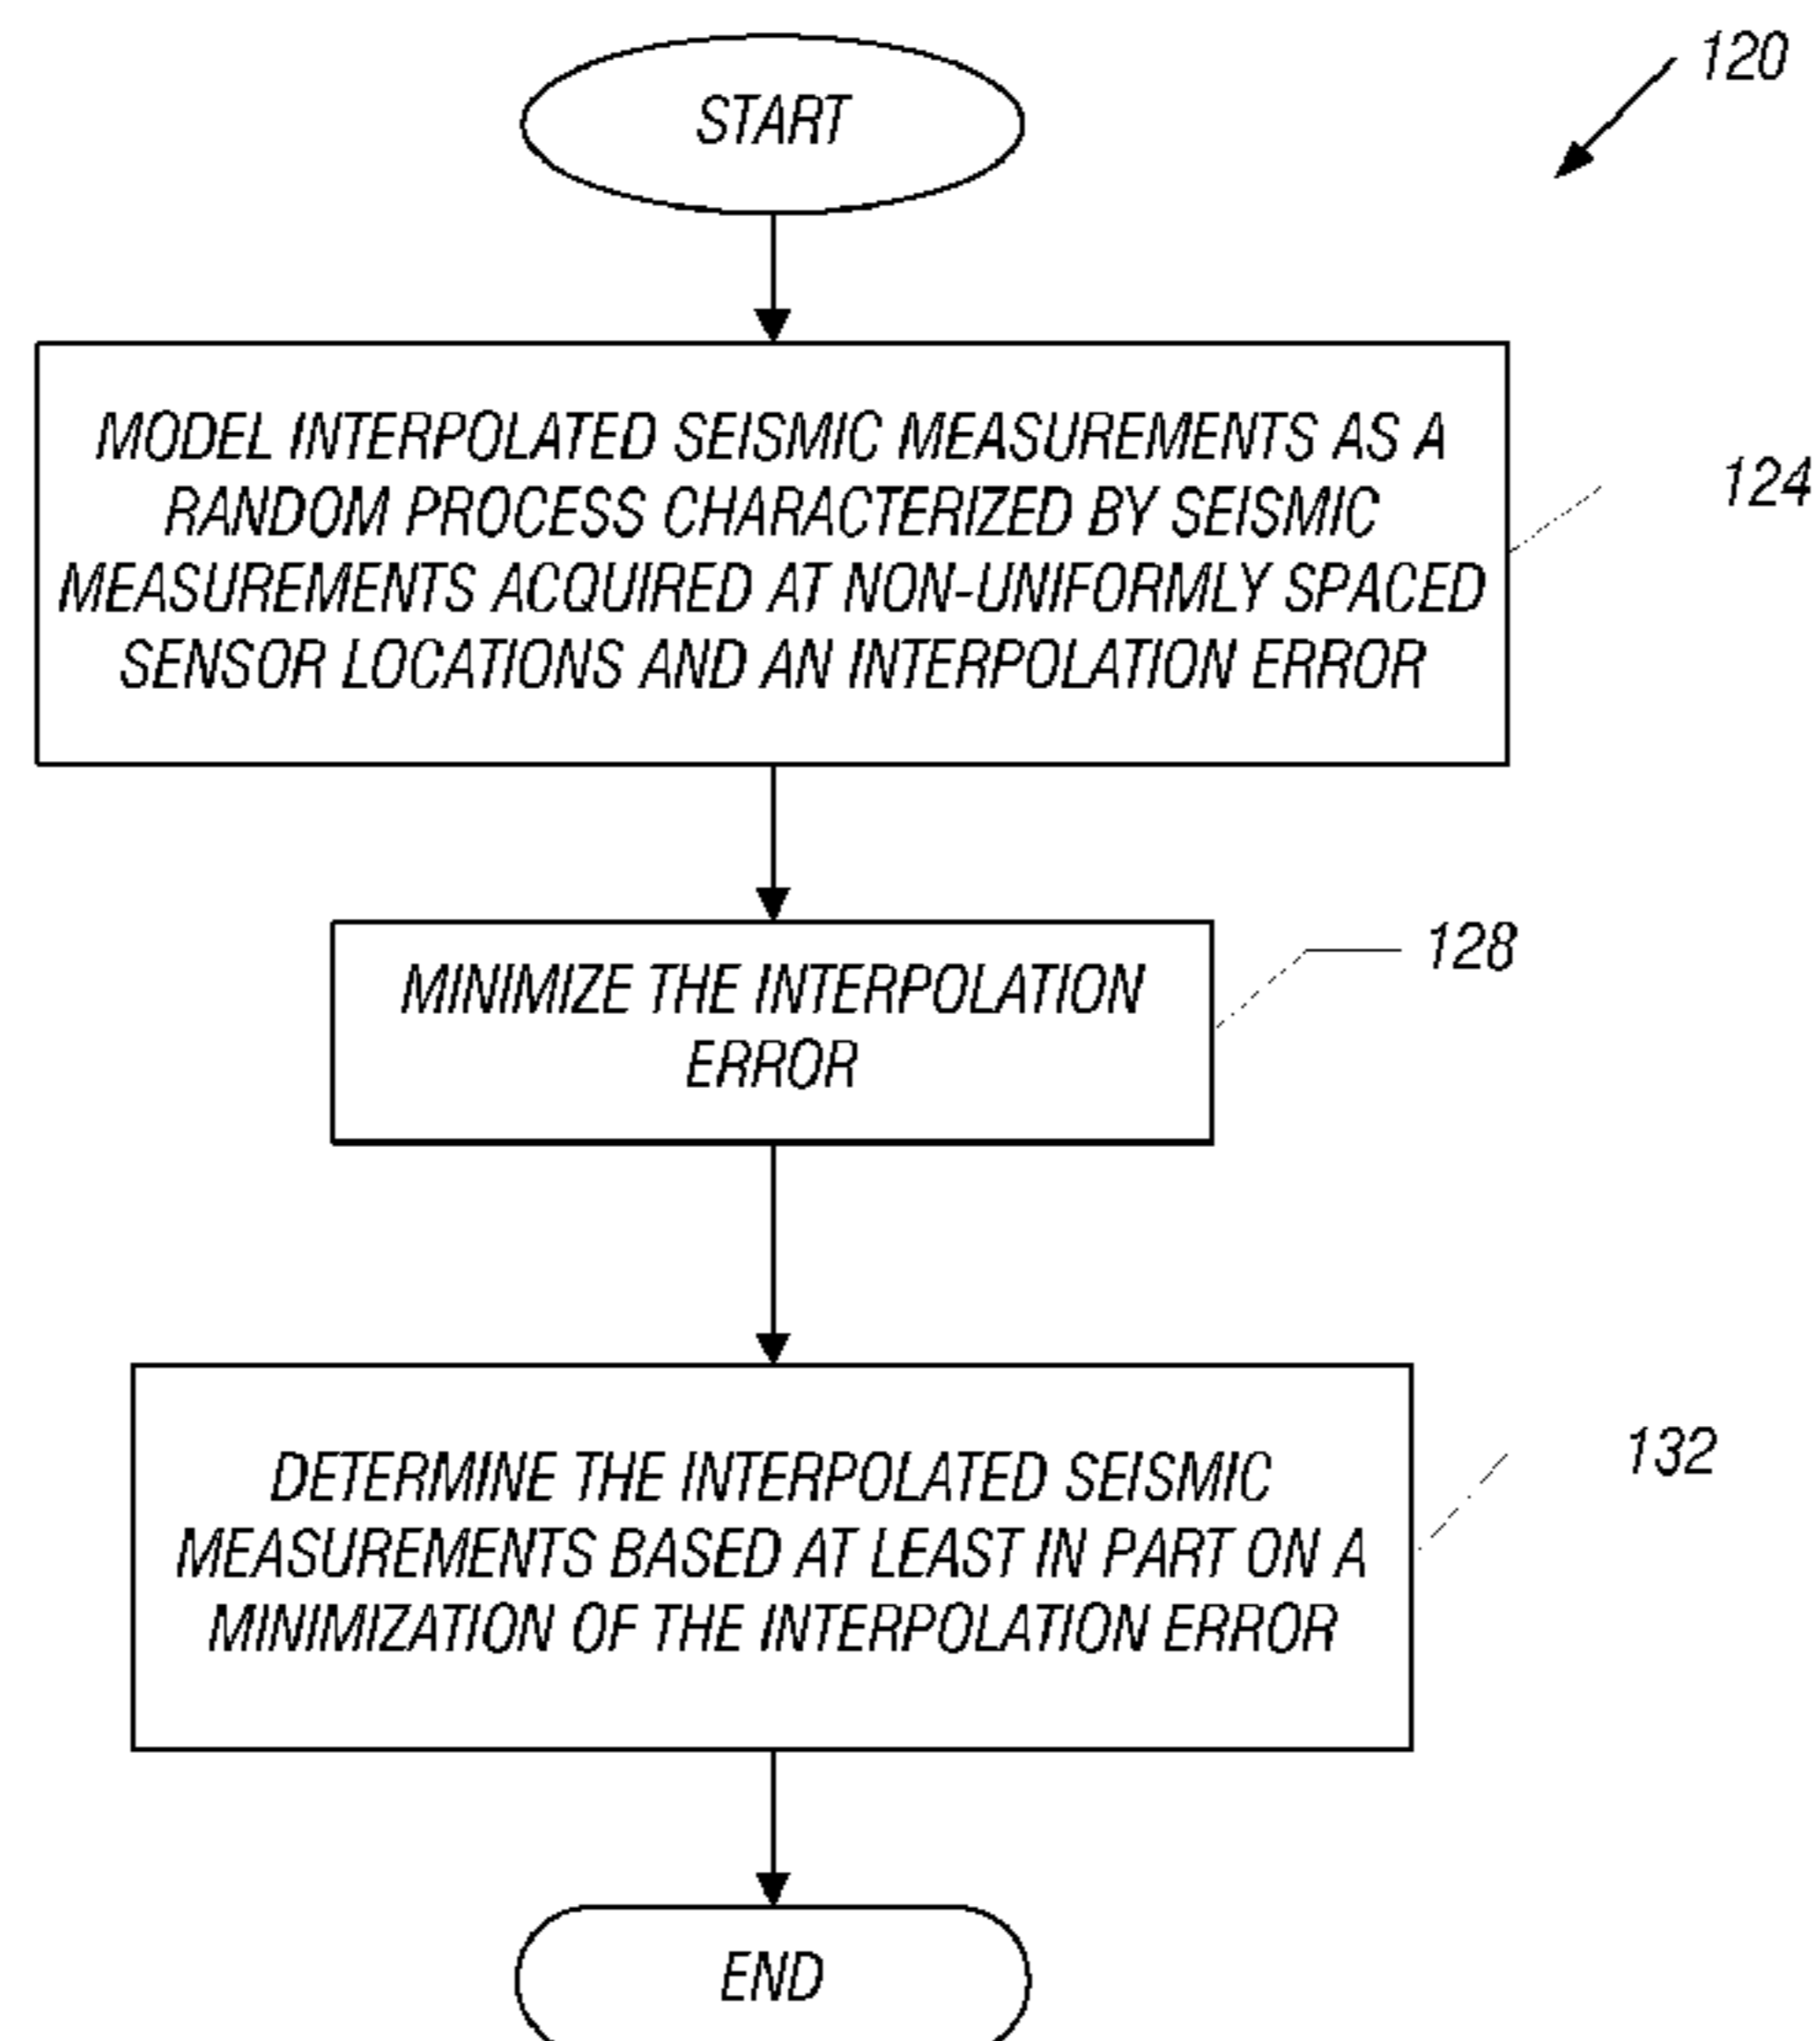 120
START
MODEL INTERPOLATED SEISMIC MEASUREMENTS AS A
RANDOM PROCESS CHARACTERIZED BY SEISMIC
MEASUREMENTS ACQUIRED AT NON-UNIFORMLY SPACED
SENSOR LOCATIONS AND AN INTERPOLATION ERROR
124
MINIMIZE THE INTERPOLATION
ERROR
128
DETERMINE THE INTERPOLATED SEISMIC
MEASUREMENTS BASED AT LEAST IN PART ON A
MINIMIZATION OF THE INTERPOLATION ERROR
132
END